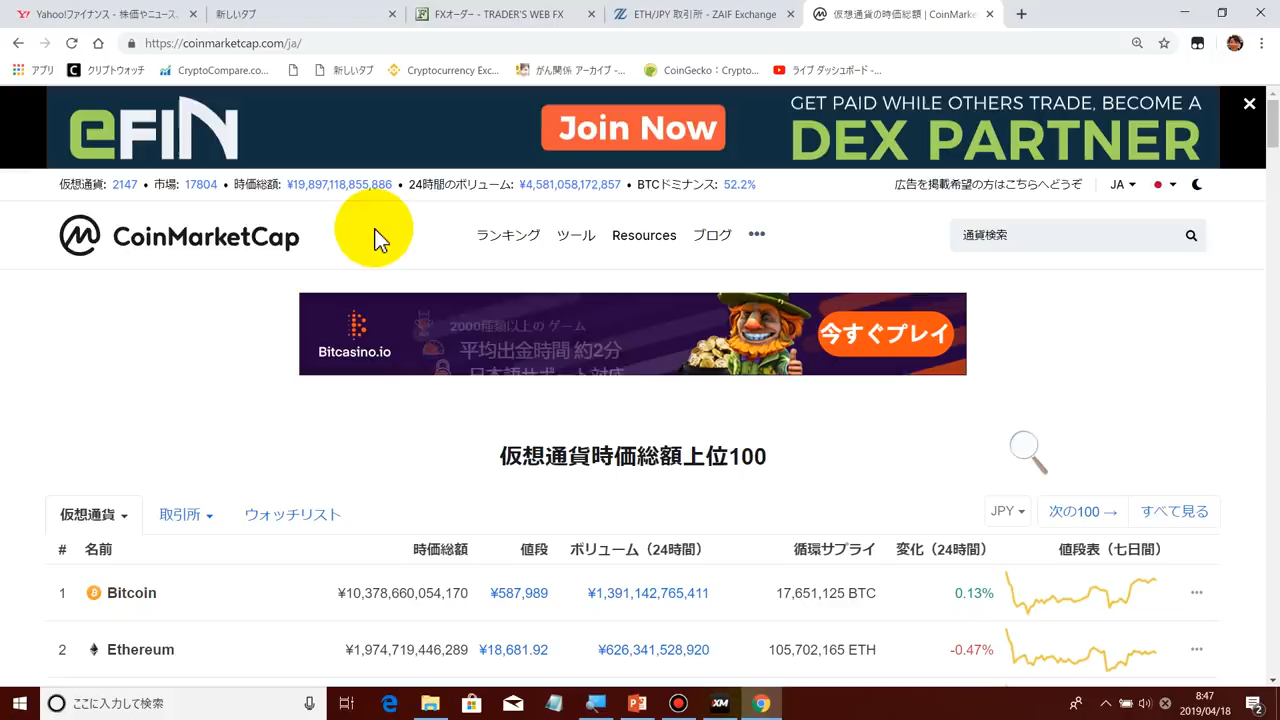 Yahoo!ファイナンス - 株価やニュース、
新しいタブ
FXオーダー - TRADER'S WEB FX
ETH/JPY 取引所 - ZAIF Exchange
仮想通貨の時価総額 | CoinMarke
https://coinmarketcap.com/ja/
アプリ
クリプトウォッチ
CryptoCompare.co...
新しいタブ
Cryptocurrency Exc...
がん関係 アーカイブ -...
CoinGecko:Crypto...
ライブ ダッシュボード -...
eFIN
Join Now
GET PAID WHILE OTHERS TRADE, BECOME A
DEX PARTNER
仮想通貨: 2147 • 市場: 17804 • 時価総額: ¥19,897,118,855,886 • 24時間のボリューム: ¥4,581,058,172,857 • BTCドミナンス: 52.2%
広告を掲載希望の方はこちらへどうぞ
JA
CoinMarketCap
ランキング ツール Resources ブログ •••
通貨検索
Bitcasino.io
2000種類以上の ゲーム
平均出金時間 約2分
日本語サポート対応
今すぐプレイ
仮想通貨時価総額上位100
仮想通貨 取引所 ウォッチリスト
JPY 次の100 → すべて見る
# 名前 時価総額 値段 ボリューム(24時間) 循環サプライ 変化(24時間) 値段表(七日間)
1 Bitcoin ¥10,378,660,054,170 ¥587,989 ¥1,391,142,765,411 17,651,125 BTC 0.13%
2 Ethereum ¥1,974,719,446,289 ¥18,681.92 ¥626,341,528,920 105,702,165 ETH -0.47%
ここに入力して検索
XM
8:47
2019/04/18
2